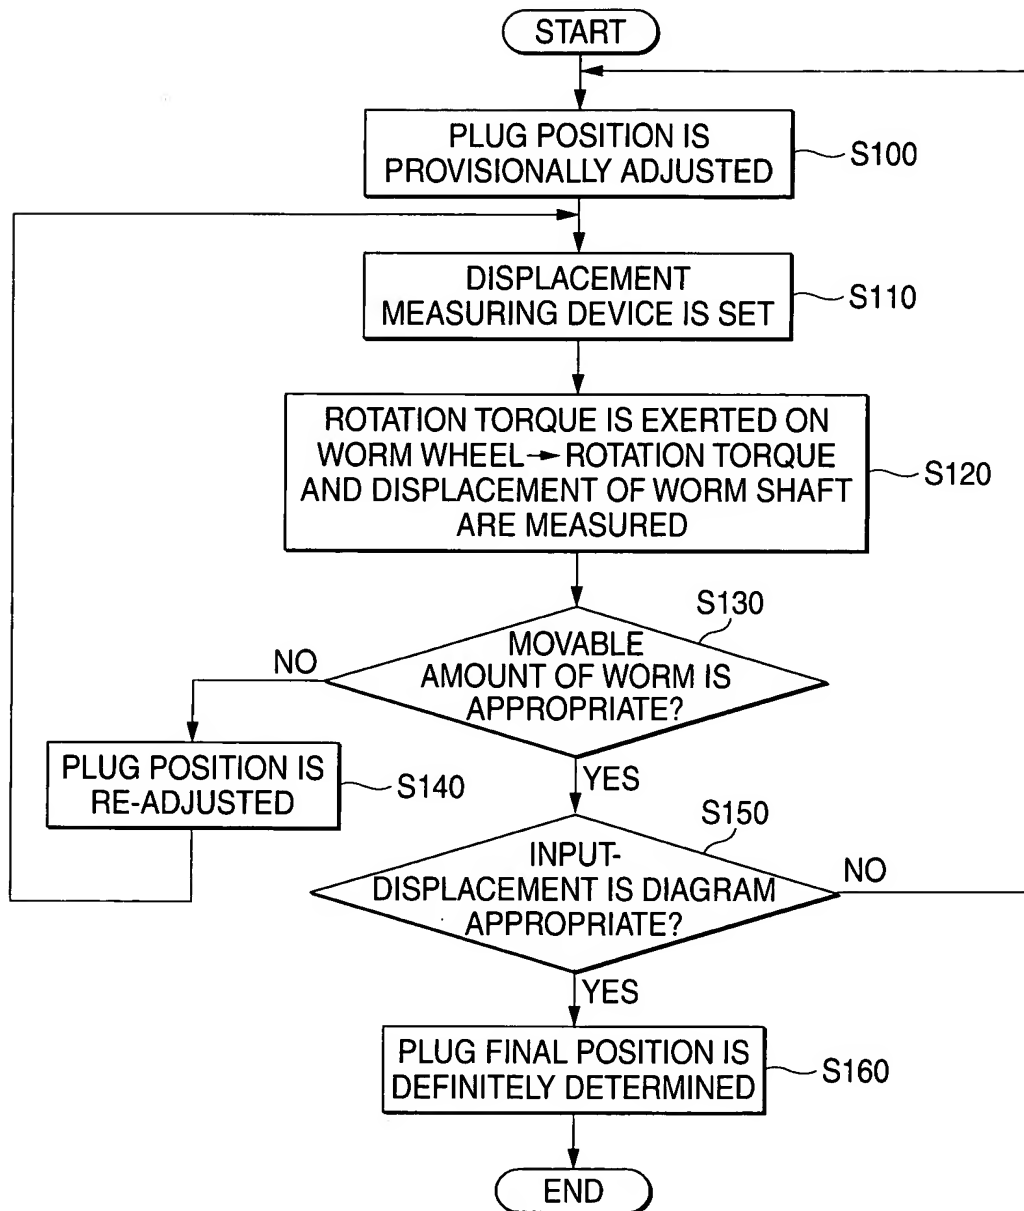 START
PLUG POSITION IS
PROVISIONALLY ADJUSTED
S100
DISPLACEMENT
MEASURING DEVICE IS SET
S110
ROTATION TORQUE IS EXERTED ON
WORM WHEEL → ROTATION TORQUE
AND DISPLACEMENT OF WORM SHAFT
ARE MEASURED
S120
S130
MOVABLE
AMOUNT OF WORM IS
APPROPRIATE?
NO
YES
PLUG POSITION IS
RE-ADJUSTED
S140
S150
INPUT-
DISPLACEMENT IS DIAGRAM
APPROPRIATE?
NO
YES
PLUG FINAL POSITION IS
DEFINITELY DETERMINED
S160
END